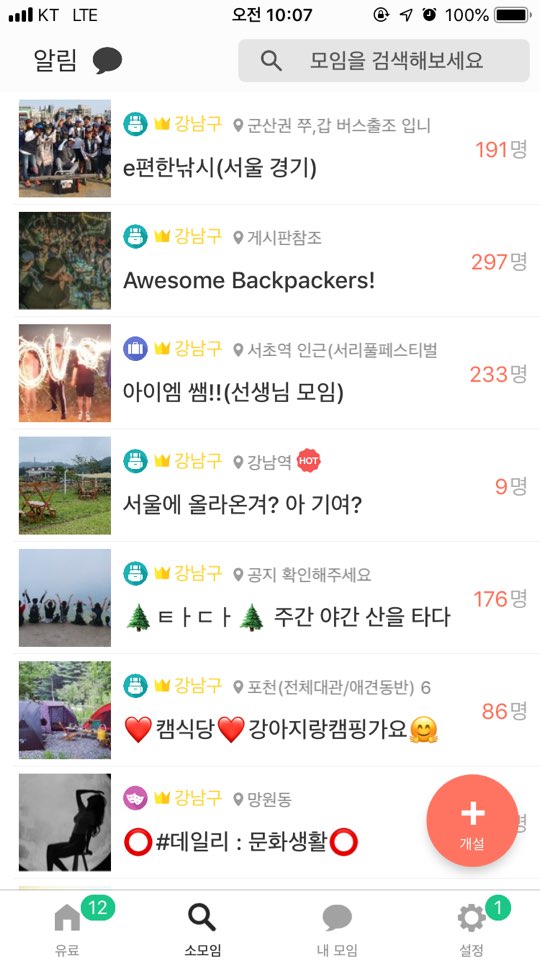 KT LTE 오전 10:07 100%
알림 모임을 검색해보세요
강남구 군산권 쭈,갑 버스출조 입니
e편한낚시(서울 경기) 191명
강남구 게시판참조
Awesome Backpackers! 297명
강남구 서초역 인근(서리풀페스티벌
아이엠 쌤!!(선생님 모임) 233명
강남구 강남역 HOT
서울에 올라온겨? 아 기여? 9명
강남구 공지 확인해주세요
🌲ㅌㅏㄷㅏ🌲 주간 야간 산을 타다 176명
강남구 포천(전체대관/애견동반) 6
❤️캠식당❤️강아지랑캠핑가요🤗 86명
강남구 망원동
⭕#데일리 : 문화생활⭕ 명
+
개설
12 1
유료 소모임 내 모임 설정